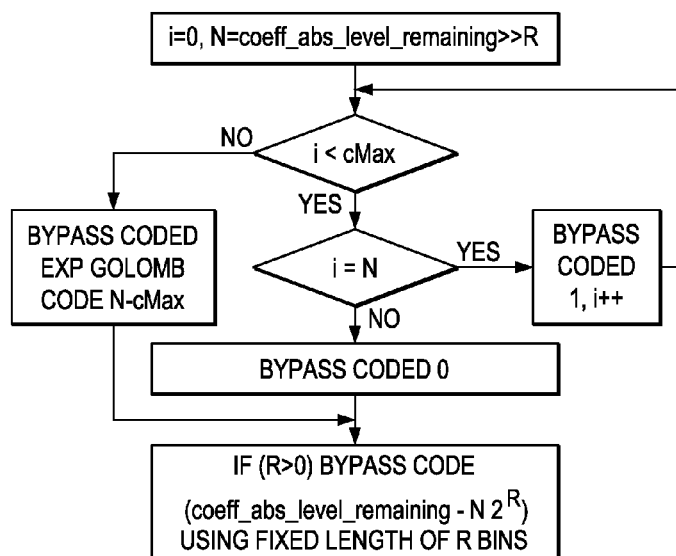 i=0, N=coeff_abs_level_remaining>>R
NO
i < cMax
YES
BYPASS CODED
EXP GOLOMB
CODE N-cMax
i = N
YES
BYPASS
CODED
1, i++
NO
BYPASS CODED 0
IF (R>0) BYPASS CODE
(coeff_abs_level_remaining - N 2^R)
USING FIXED LENGTH OF R BINS